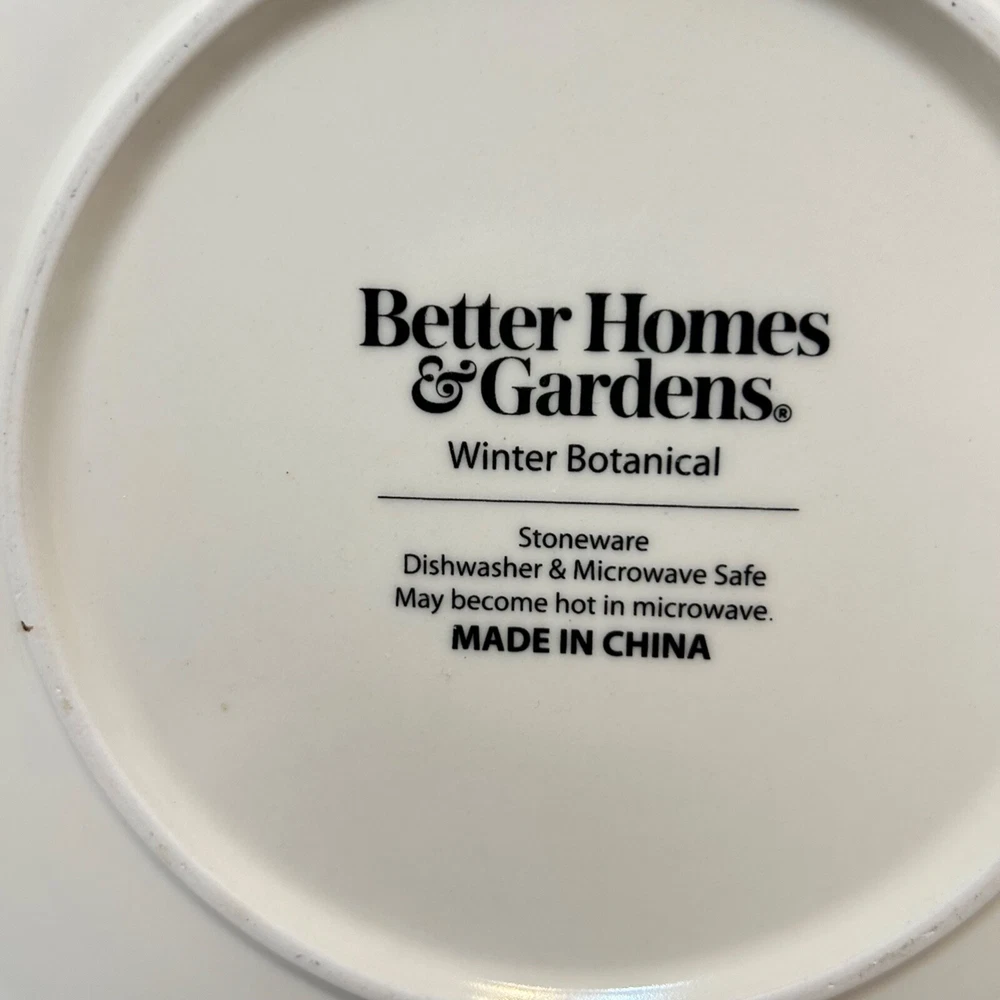 Better Homes
& Gardens®
Winter Botanical
Stoneware
Dishwasher & Microwave Safe
May become hot in microwave.
MADE IN CHINA